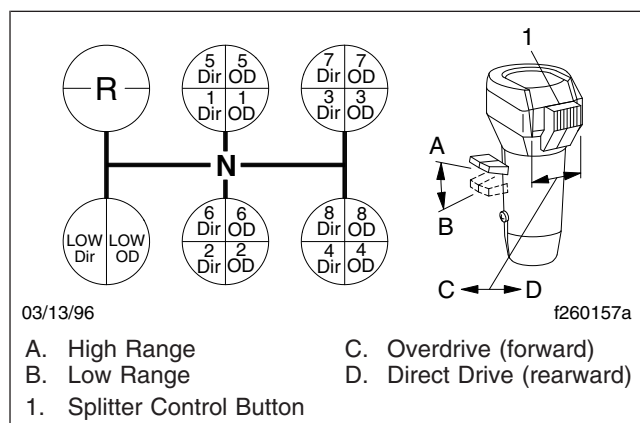 1
5 5 7 7
Dir OD Dir OD
R
1 1 3 3
Dir OD Dir OD
A
N
B
6 6 8 8
Dir OD Dir OD
LOW LOW
Dir OD
2 2 4 4
Dir OD Dir OD
C D
03/13/96 f260157a
A. High Range
B. Low Range
1. Splitter Control Button
C. Overdrive (forward)
D. Direct Drive (rearward)